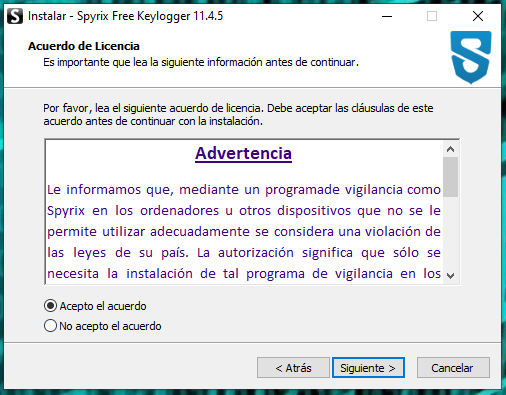 Instalar - Spyrix Free Keylogger 11.4.5
Acuerdo de Licencia
Es importante que lea la siguiente información antes de continuar.
Por favor, lea el siguiente acuerdo de licencia. Debe aceptar las cláusulas de este
acuerdo antes de continuar con la instalación.
Advertencia
Le informamos que, mediante un programade vigilancia como
Spyrix en los ordenadores u otros dispositivos que no se le
permite utilizar adecuadamente se considera una violación de
las leyes de su país. La autorización significa que sólo se
necesita la instalación de tal programa de vigilancia en los
Acepto el acuerdo
No acepto el acuerdo
< Atrás
Siguiente >
Cancelar